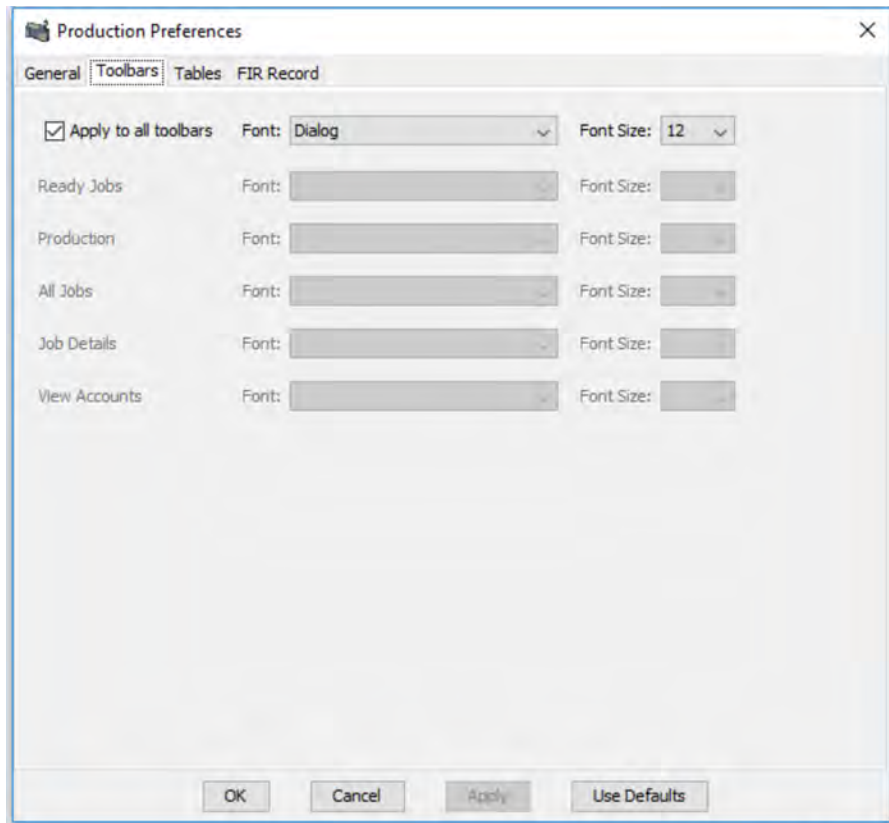 Production Preferences
General Toolbars Tables FIR Record
Apply to all toolbars Font: Dialog Font Size: 12
Ready Jobs Font: Font Size:
Production Font: Font Size:
All Jobs Font: Font Size:
Job Details Font: Font Size:
View Accounts Font: Font Size:
OK Cancel Apply Use Defaults